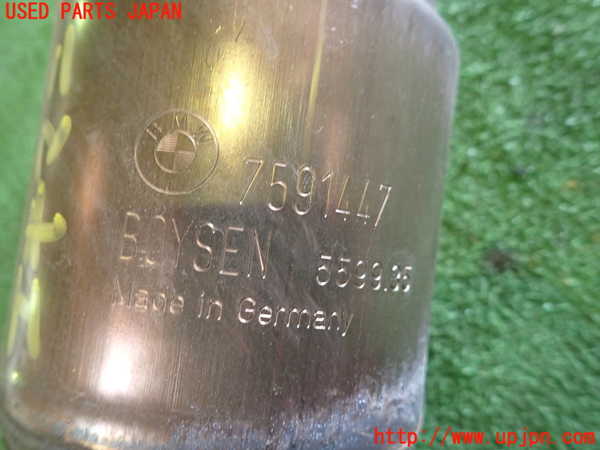 USED PARTS JAPAN
BMW
7591447
BOYSEN 5599.35
Made in Germany
http://www.upjpn.com/